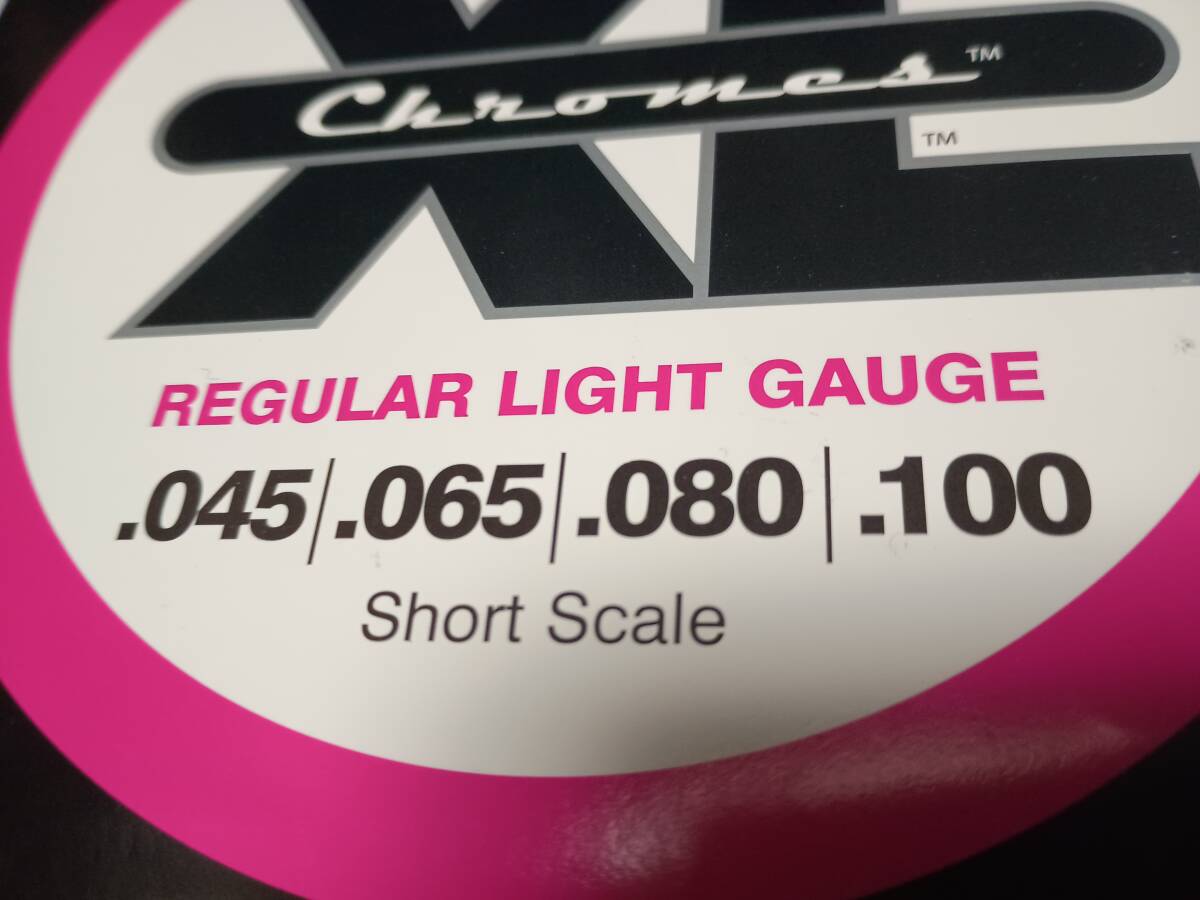 XL
Chromes™
™
REGULAR LIGHT GAUGE
.045 | .065 | .080 | .100
Short Scale